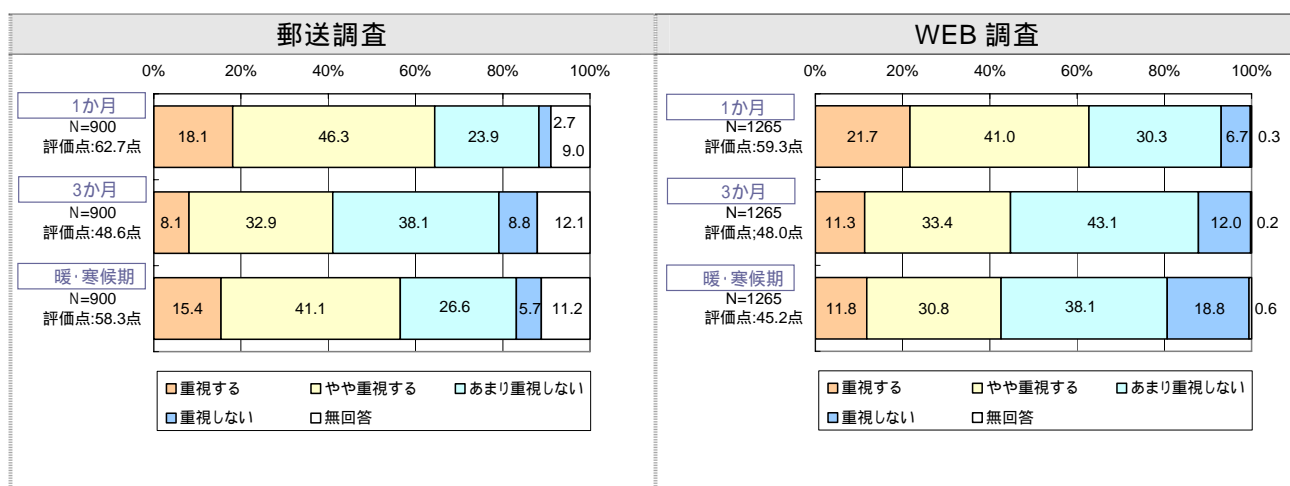 郵送調査
0% 20% 40% 60% 80% 100%
1か月
N=900
評価点:62.7点
18.1 46.3 23.9 2.7 9.0
3か月
N=900
評価点:48.6点
8.1 32.9 38.1 8.8 12.1
暖・寒候期
N=900
評価点:58.3点
15.4 41.1 26.6 5.7 11.2
重視する やや重視する あまり重視しない
重視しない 無回答
WEB 調査
0% 20% 40% 60% 80% 100%
1か月
N=1265
評価点:59.3点
21.7 41.0 30.3 6.7 0.3
3か月
N=1265
評価点;48.0点
11.3 33.4 43.1 12.0 0.2
暖・寒候期
N=1265
評価点:45.2点
11.8 30.8 38.1 18.8 0.6
重視する やや重視する あまり重視しない
重視しない 無回答